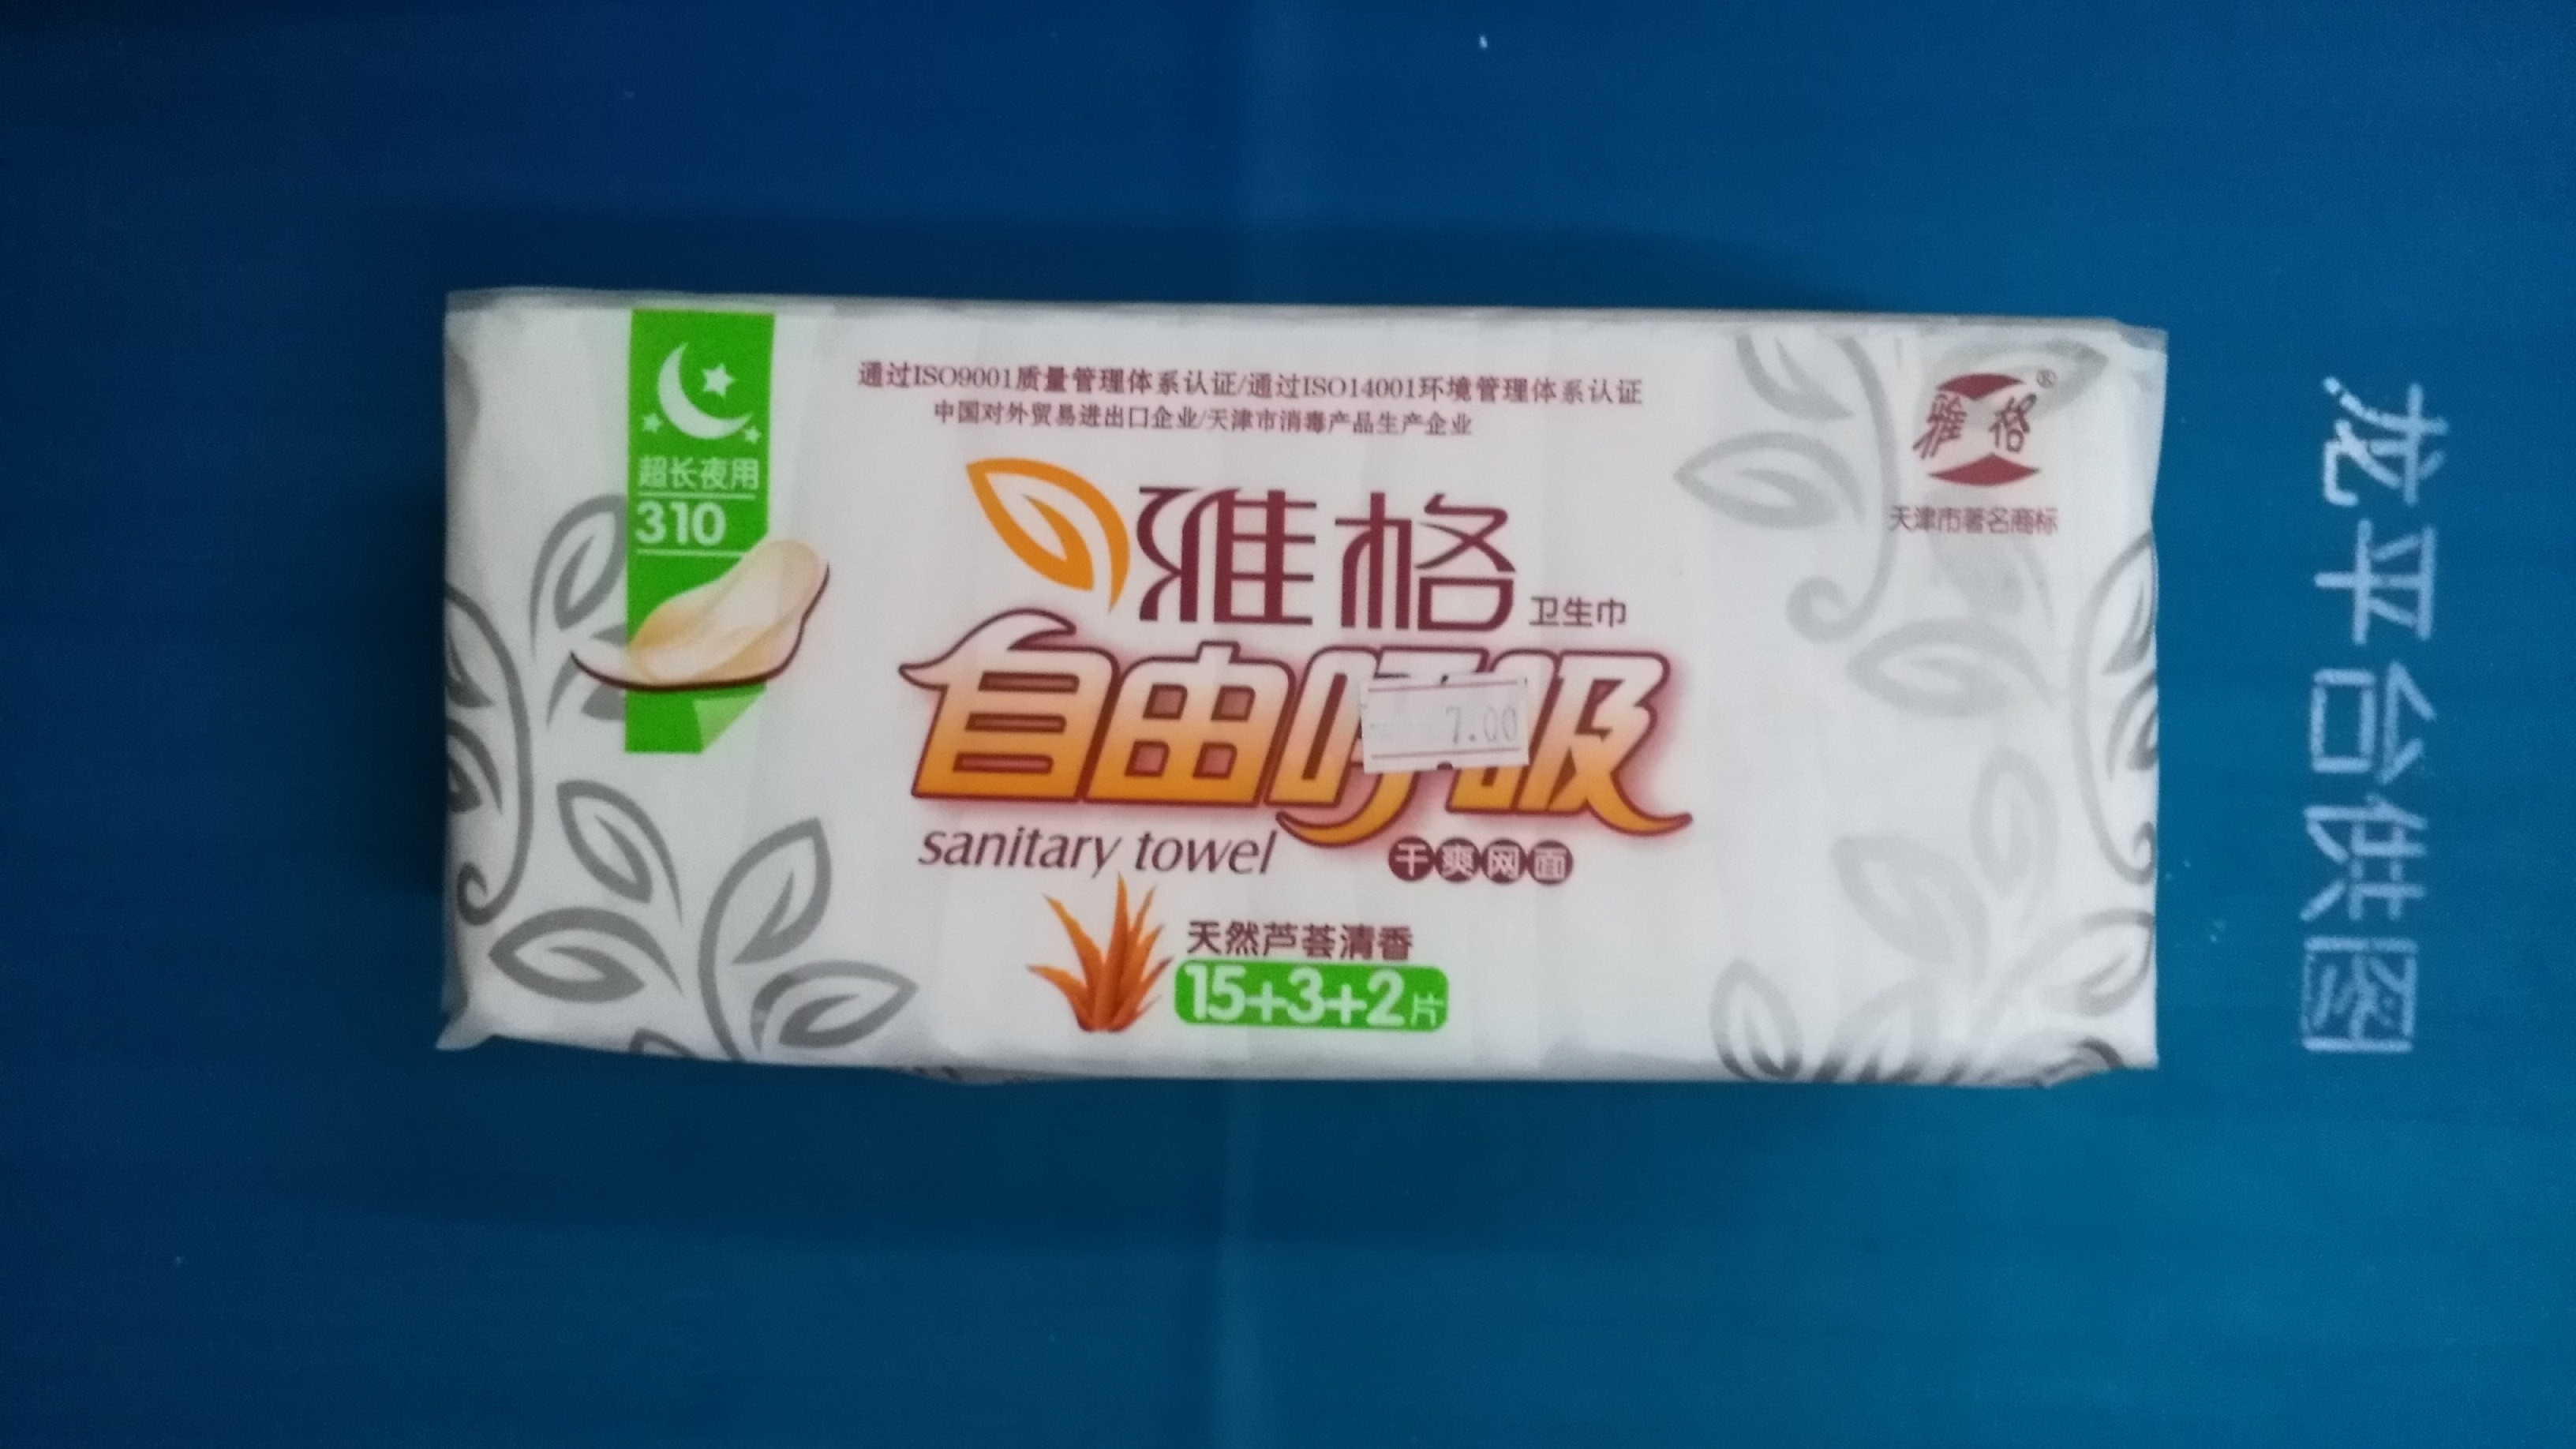 通过ISO9001质量管理体系认证/通过ISO14001环境管理体系认证
中国对外贸易进出口企业/天津市消毒产品生产企业
超长夜用
310
雅格
®
天津市著名商标
雅格 卫生巾
自由呼吸
7.00
sanitary towel
干爽网面
天然芦荟清香
15+3+2片
龙平台供图